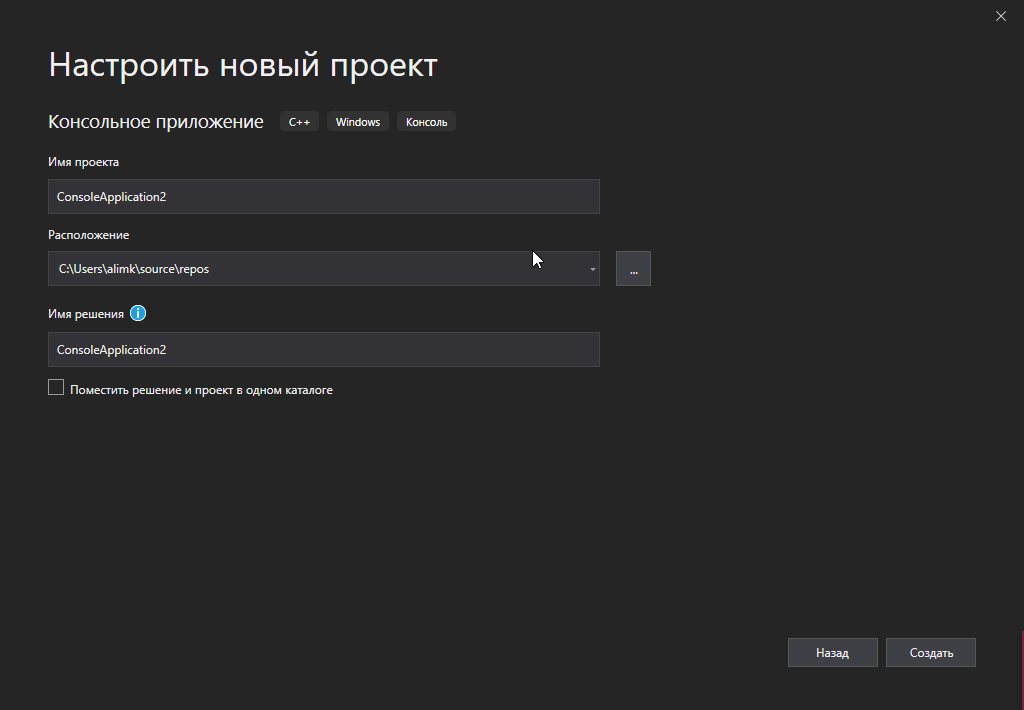 Настроить новый проект
Консольное приложение C++ Windows Консоль
Имя проекта
ConsoleApplication2
Расположение
C:\Users\alimk\source\repos
...
Имя решения i
ConsoleApplication2
Поместить решение и проект в одном каталоге
Назад Создать